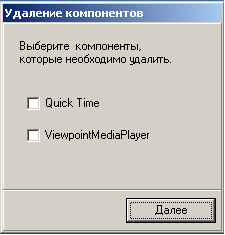 Удаление компонентов
Выберите компоненты,
которые необходимо удалить.
Quick Time
ViewpointMediaPlayer
Далее